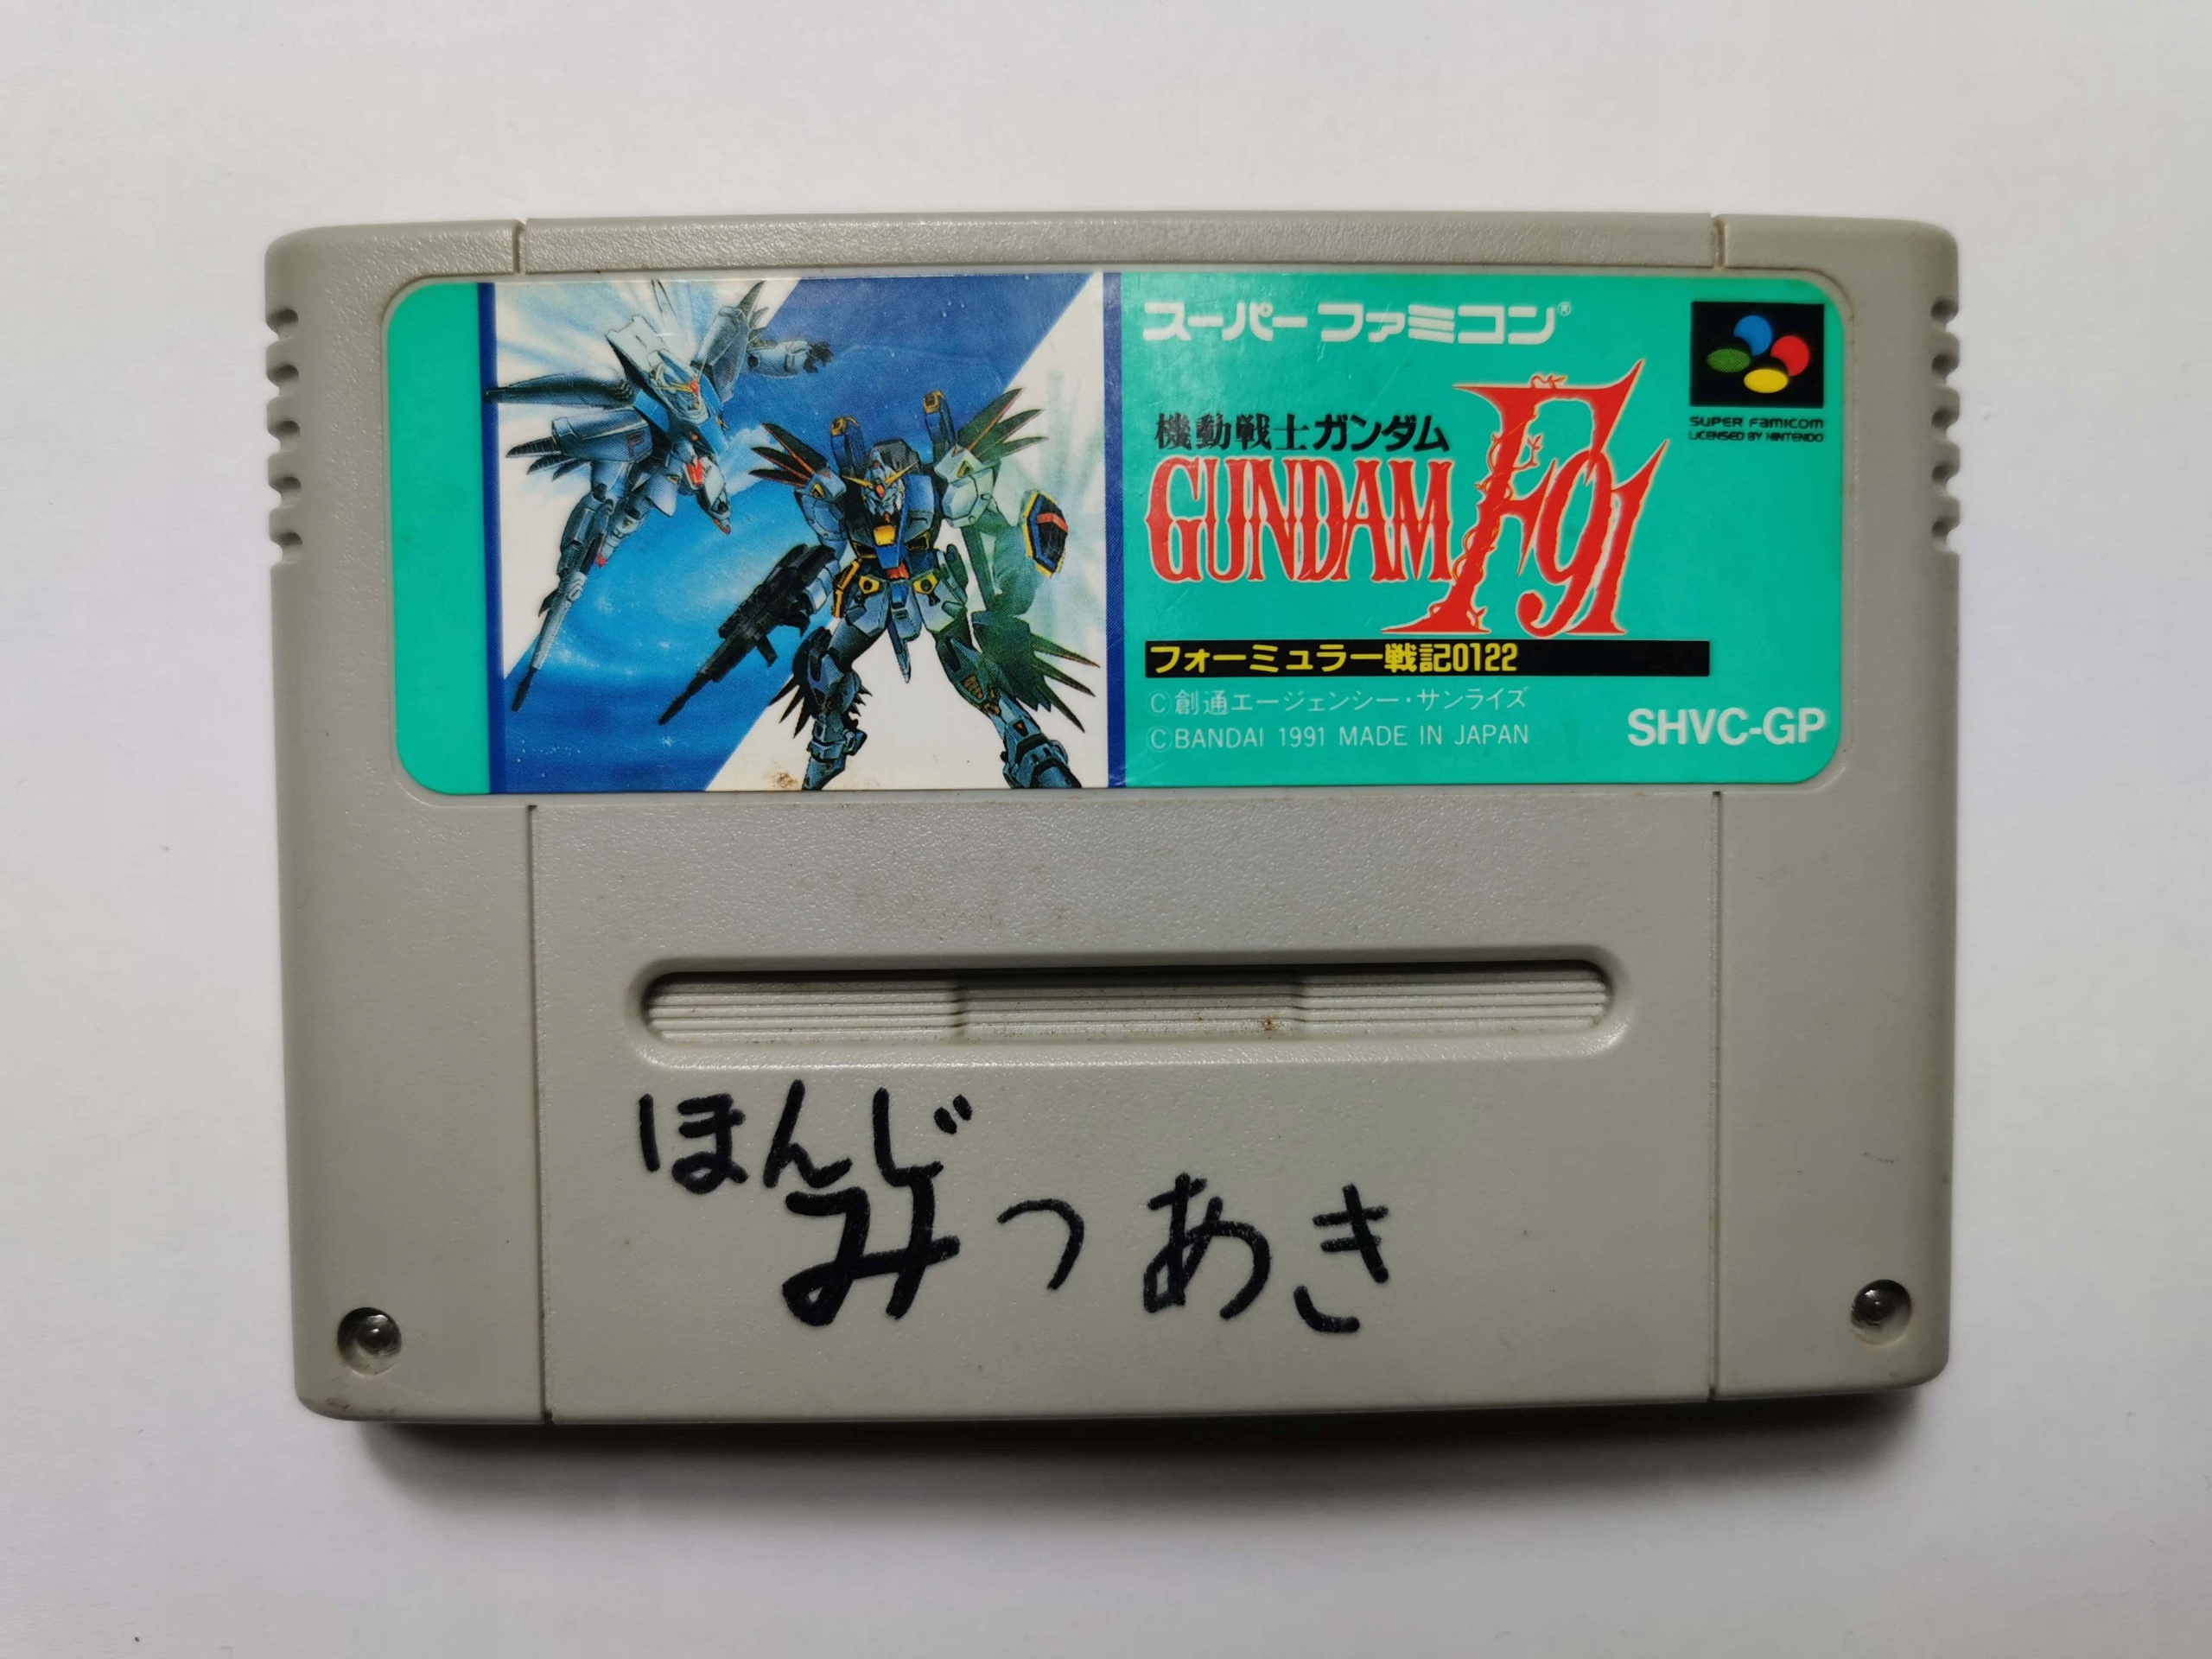 スーパーファミコン®
機動戦士ガンダム
GUNDAM F91
フォーミュラー戦記0122
©創通エージェンシー・サンライズ
©BANDAI 1991 MADE IN JAPAN
SHVC-GP
SUPER FAMICOM
LICENSED BY NINTENDO
ほんじ
みつあき